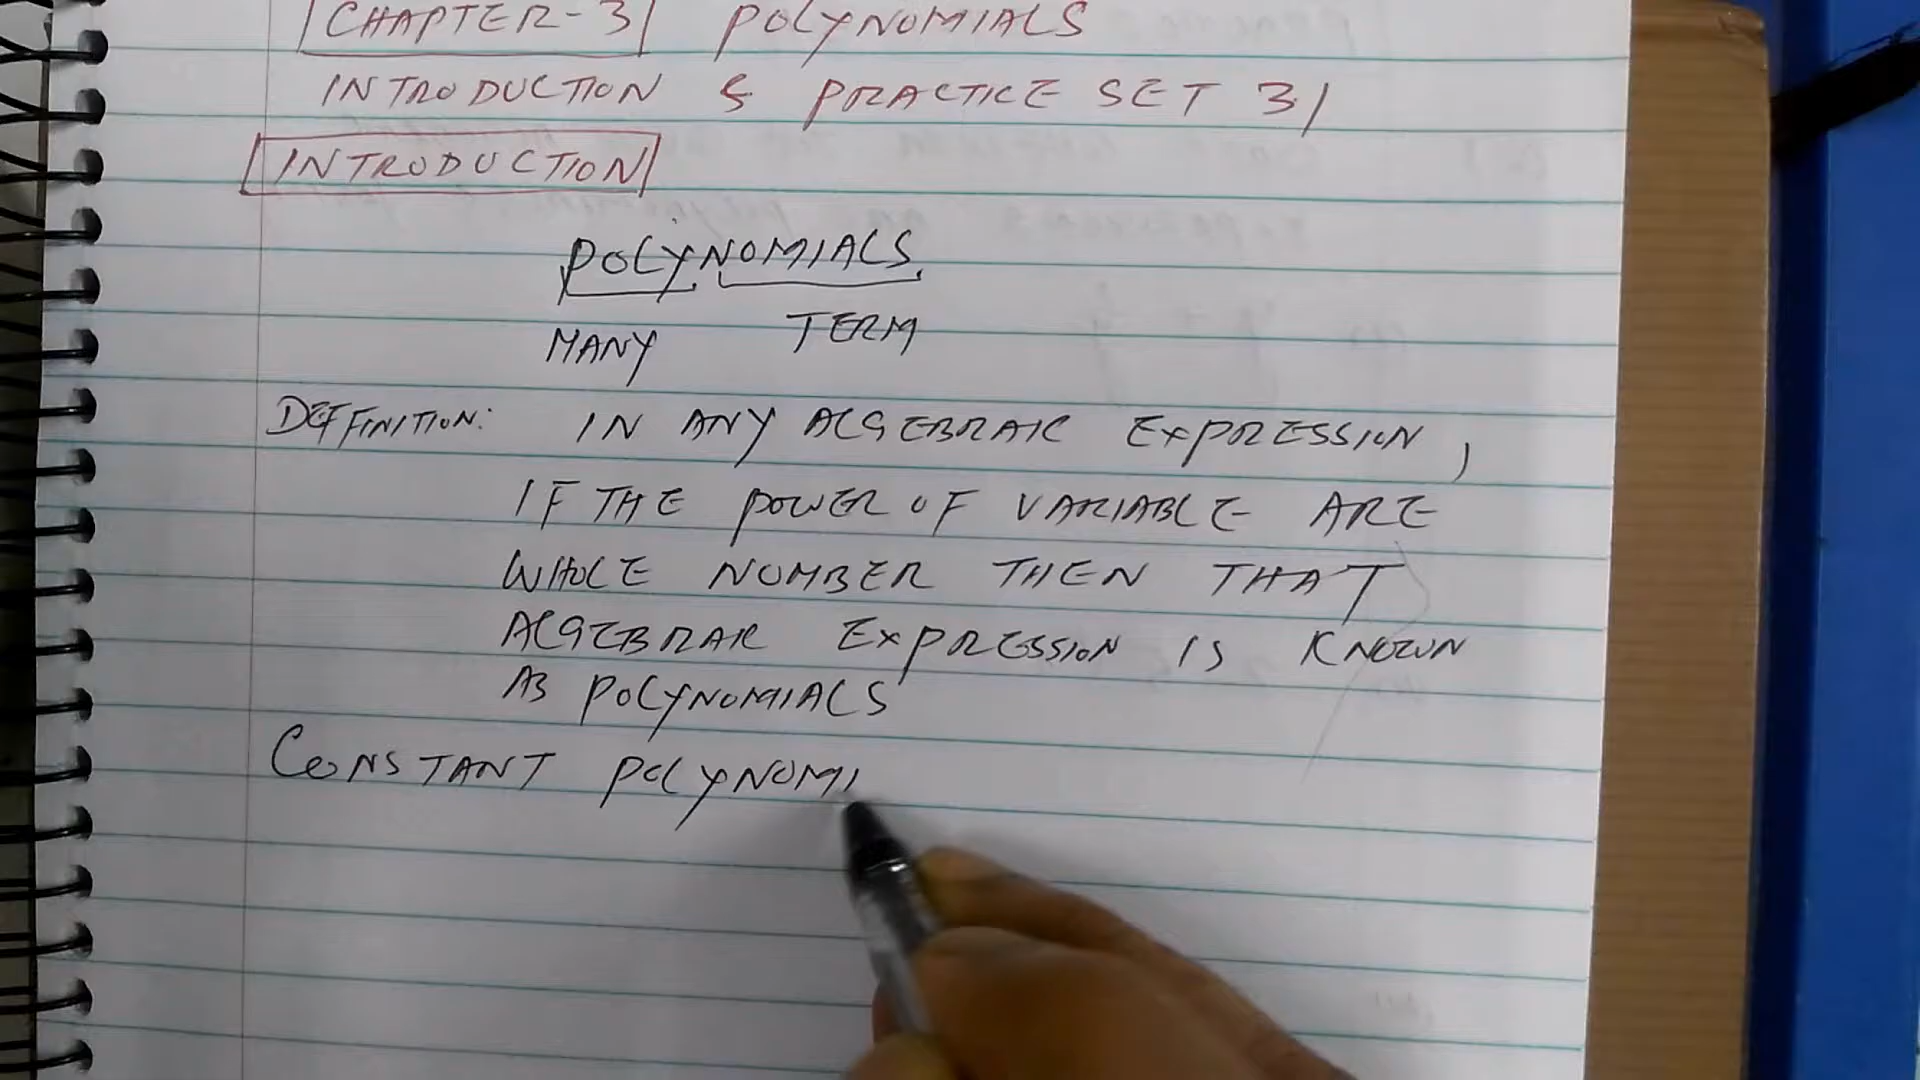 CHAPTER-3 POLYNOMIALS
INTRODUCTION & PRACTICE SET 3.1
INTRODUCTION
POLYNOMIALS
MANY TERM
DEFFINITION: IN ANY ALGEBRAIC EXPRESSION,
IF THE POWER OF VARIABLE ARE
WHOLE NUMBER THEN THAT
ALGEBRAIC EXPRESSION IS KNOWN
AS POLYNOMIALS
CONSTANT POLYNOMI